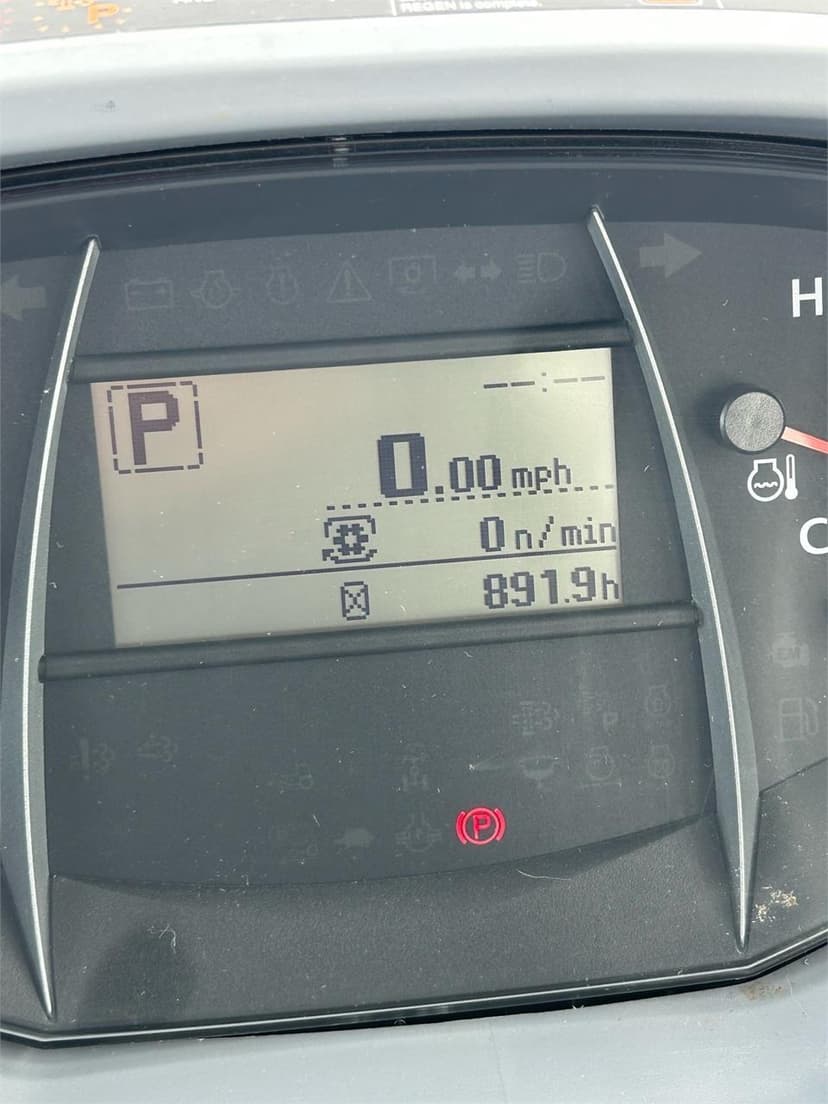 REGEN is complete.
P
--:--
0.00 mph
0 n/min
891.9h
P
H
C